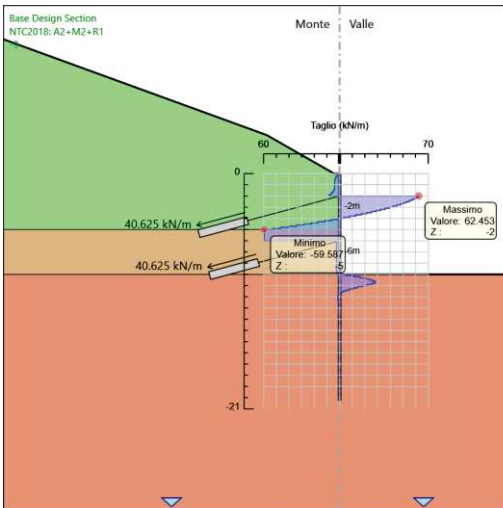 Base Design Section
NTC2018: A2+M2+R1
Monte
Valle
Taglio (kN/m)
60
70
0
-2m
Massimo
Valore: 62.453
Z : -2
40.625 kN/m
Minimo
Valore: -59.587
Z : -5
-6m
40.625 kN/m
-21